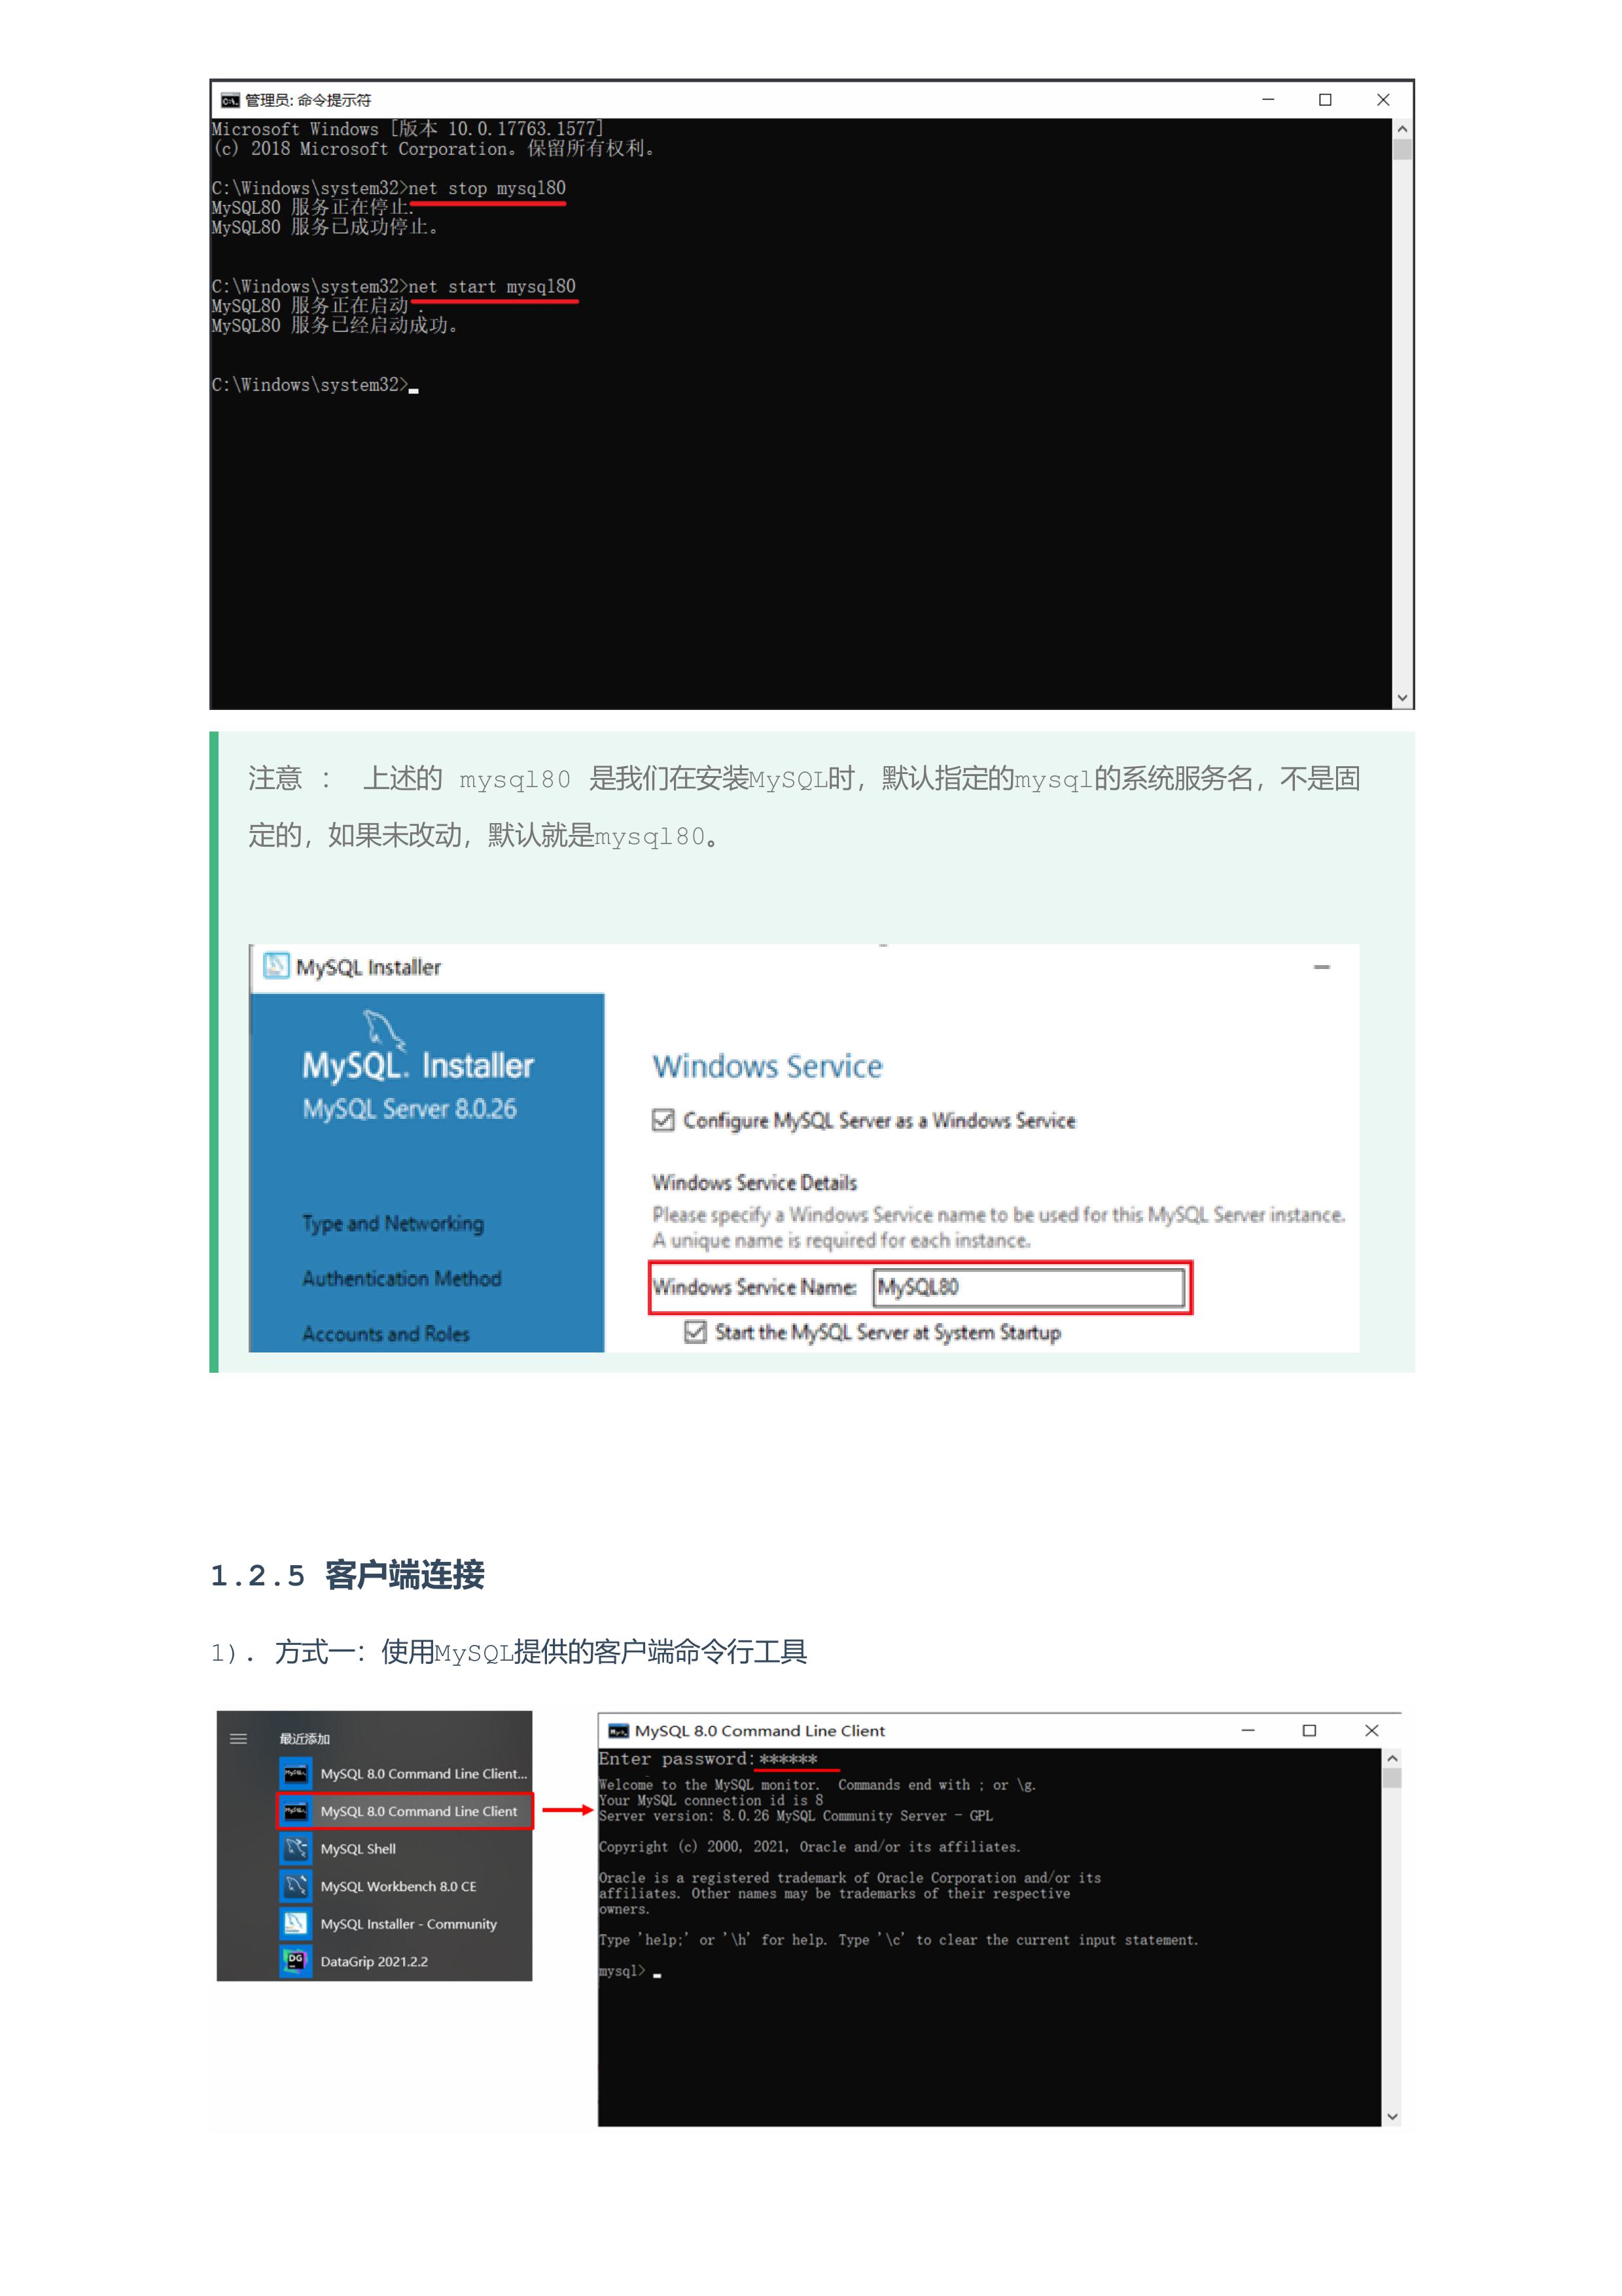 管理员: 命令提示符
Microsoft Windows [版本 10.0.17763.1577]
(c) 2018 Microsoft Corporation。保留所有权利。
C:\Windows\system32>net stop mysql80
MySQL80 服务正在停止.
MySQL80 服务已成功停止。
C:\Windows\system32>net start mysql80
MySQL80 服务正在启动 .
MySQL80 服务已经启动成功。
C:\Windows\system32>
注意 ： 上述的 mysql80 是我们在安装MySQL时，默认指定的mysql的系统服务名，不是固
定的，如果未改动，默认就是mysql80。
MySQL Installer
MySQL. Installer
MySQL Server 8.0.26
Type and Networking
Authentication Method
Accounts and Roles
Windows Service
Configure MySQL Server as a Windows Service
Windows Service Details
Please specify a Windows Service name to be used for this MySQL Server instance.
A unique name is required for each instance.
Windows Service Name: MySQL80
Start the MySQL Server at System Startup
1.2.5 客户端连接
1). 方式一：使用MySQL提供的客户端命令行工具
最近添加
MySQL 8.0 Command Line Client...
MySQL 8.0 Command Line Client
MySQL Shell
MySQL Workbench 8.0 CE
MySQL Installer - Community
DataGrip 2021.2.2
MySQL 8.0 Command Line Client
Enter password:******
Welcome to the MySQL monitor.  Commands end with ; or \g.
Your MySQL connection id is 8
Server version: 8.0.26 MySQL Community Server - GPL
Copyright (c) 2000, 2021, Oracle and/or its affiliates.
Oracle is a registered trademark of Oracle Corporation and/or its
affiliates. Other names may be trademarks of their respective
owners.
Type 'help;' or '\h' for help. Type '\c' to clear the current input statement.
mysql>